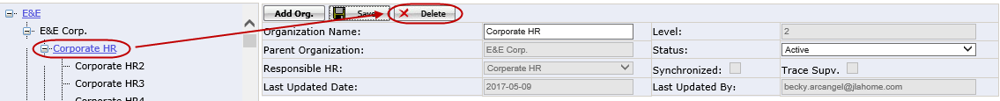 E&E
E&E Corp.
Corporate HR
Corporate HR2
Corporate HR3
Corporate HR4
Add Org. Save Delete
Organization Name: Corporate HR Level: 2
Parent Organization: E&E Corp. Status: Active
Responsible HR: Corperate HR Synchronized: Trace Supv.
Last Updated Date: 2017-05-09 Last Updated By: becky.arcangel@jlahome.com